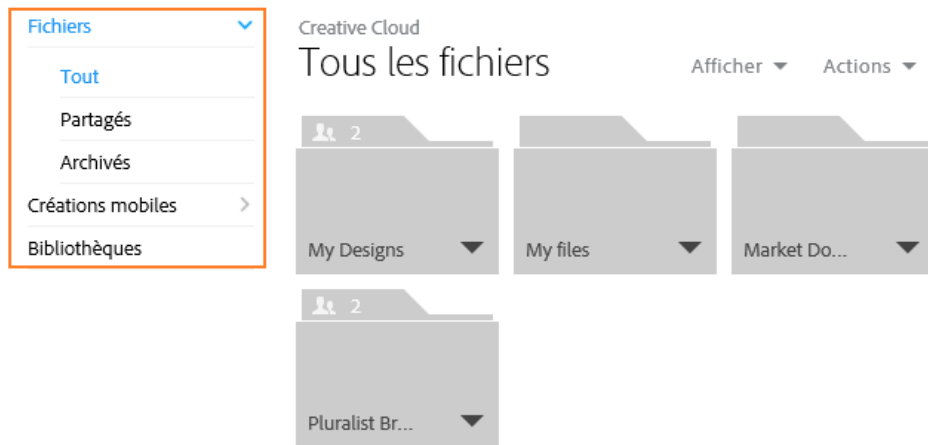 Fichiers
Tout
Partagés
Archivés
Créations mobiles
Bibliothèques
Creative Cloud
Tous les fichiers
Afficher
Actions
2
My Designs
My files
Market Do...
2
Pluralist Br...